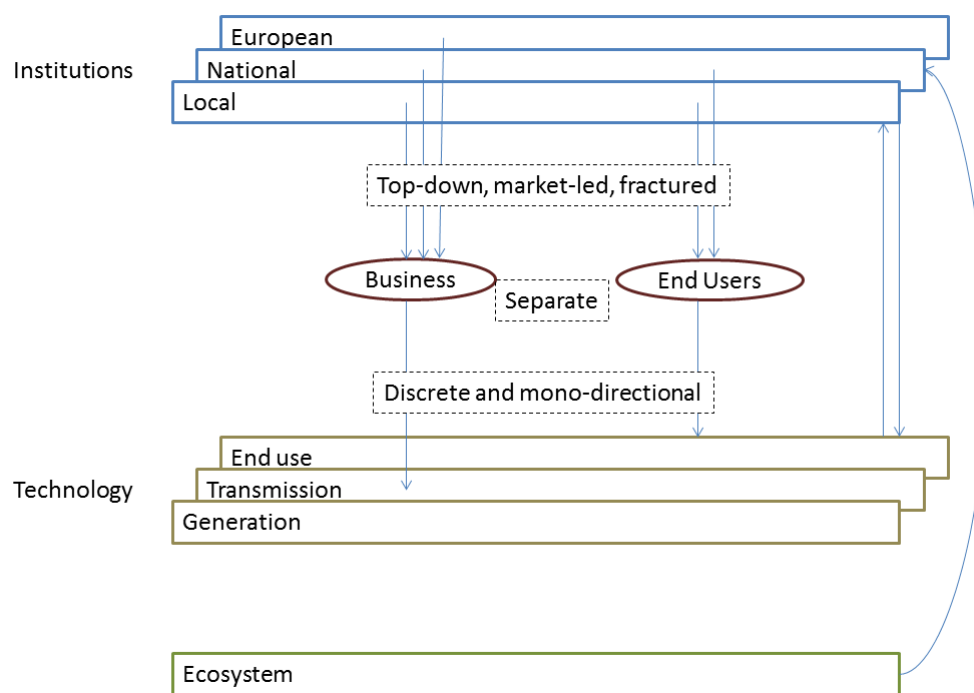 European
Institutions
National
Local
Top-down, market-led, fractured
Business
End Users
Separate
Discrete and mono-directional
End use
Technology
Transmission
Generation
Ecosystem